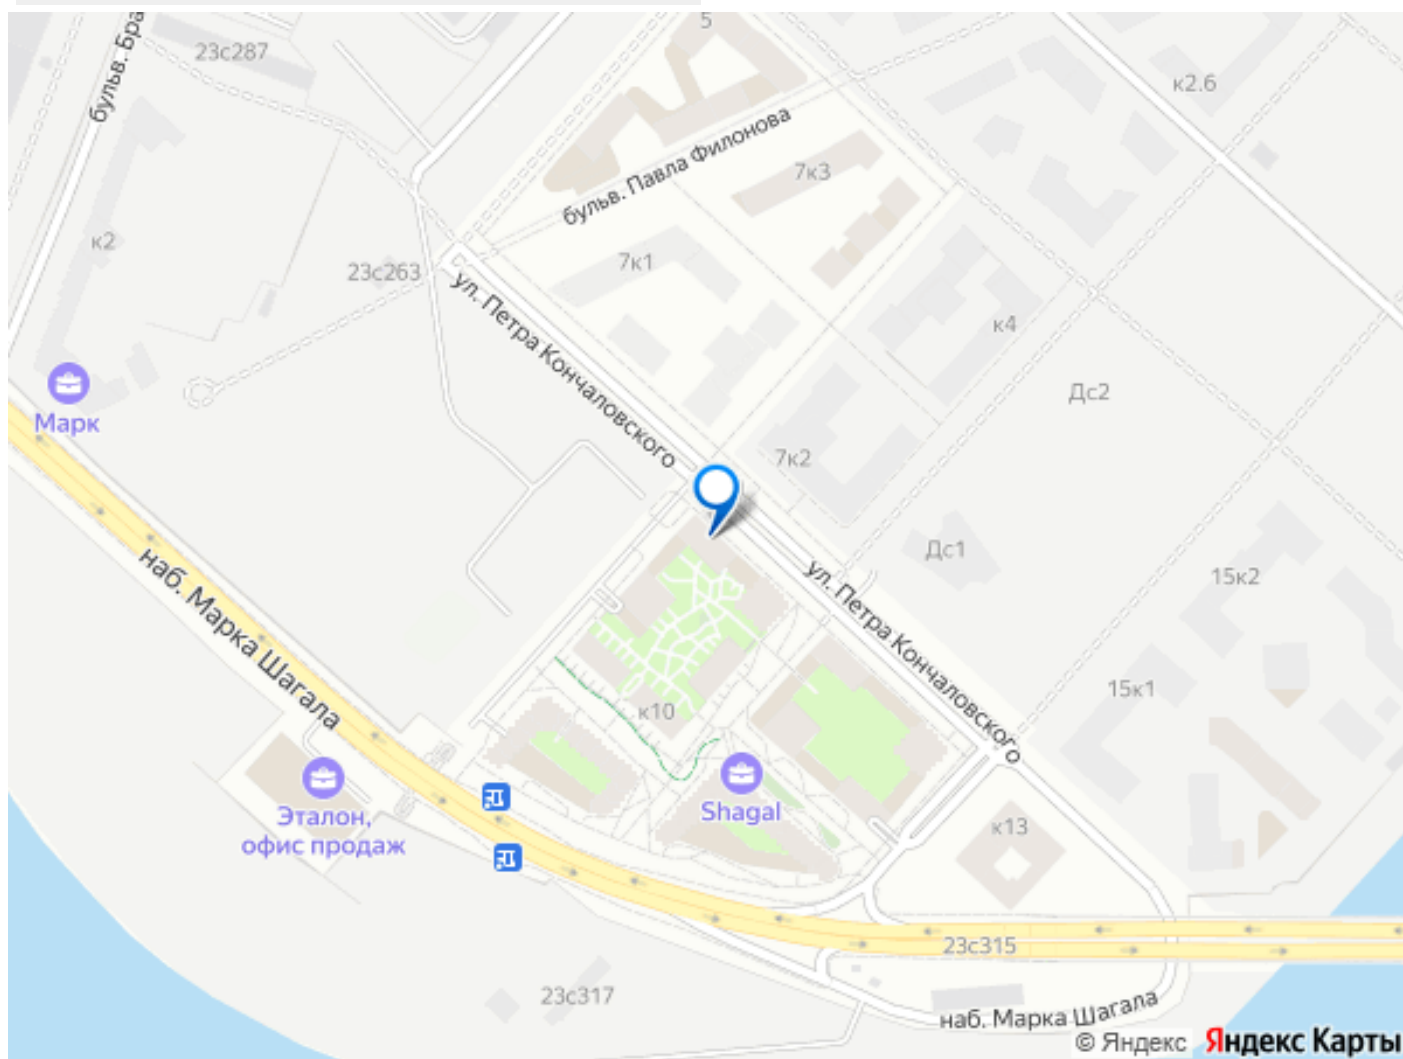 5
23с287
бульв. Бра
к2.6
бульв. Павла Филонова
7к3
к2
23с263
7к1
ул. Петра Кончаловского
к4
Дс2
Марк
7к2
Дс1
15к2
ул. Петра Кончаловского
наб. Марка Шагала
15к1
к10
Shagal
Эталон,
офис продаж
к13
23с315
23с317
наб. Марка Шагала
© Яндекс Яндекс Карты